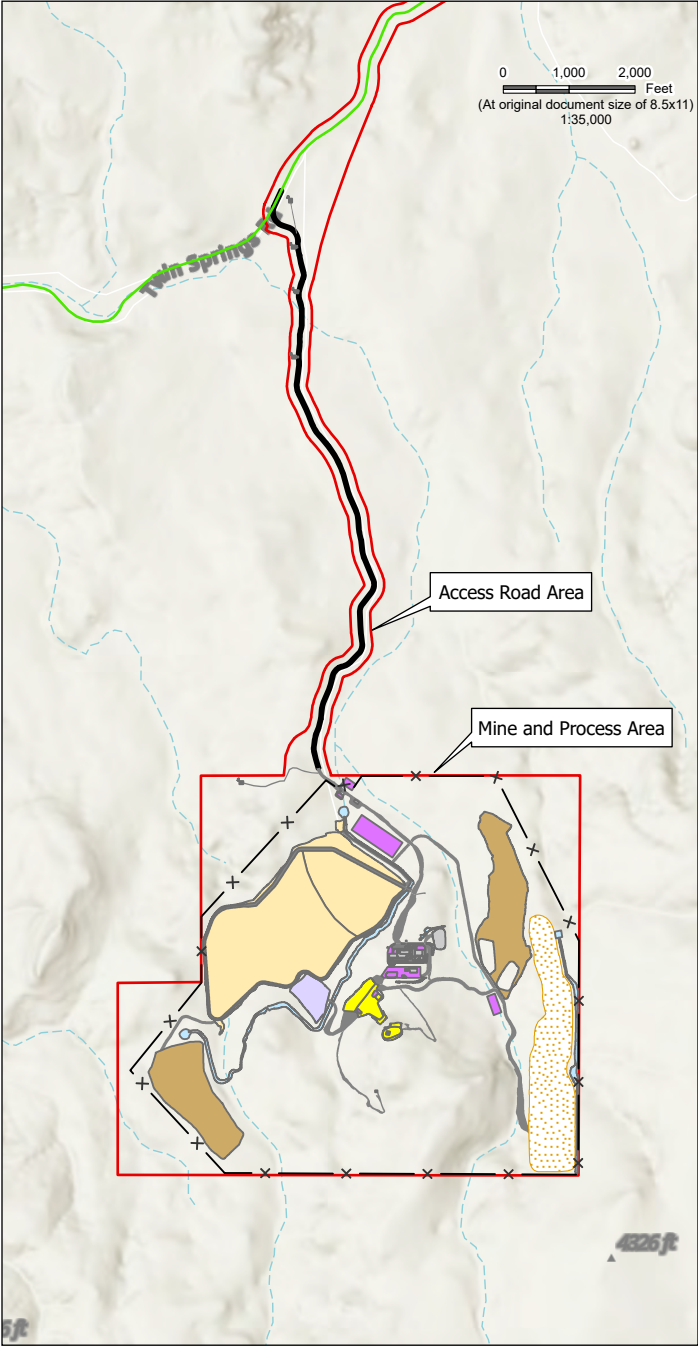 0 1,000 2,000
Feet
(At original document size of 8.5x11)
1:35,000
Twin Springs
Access Road Area
Mine and Process Area
4326 ft